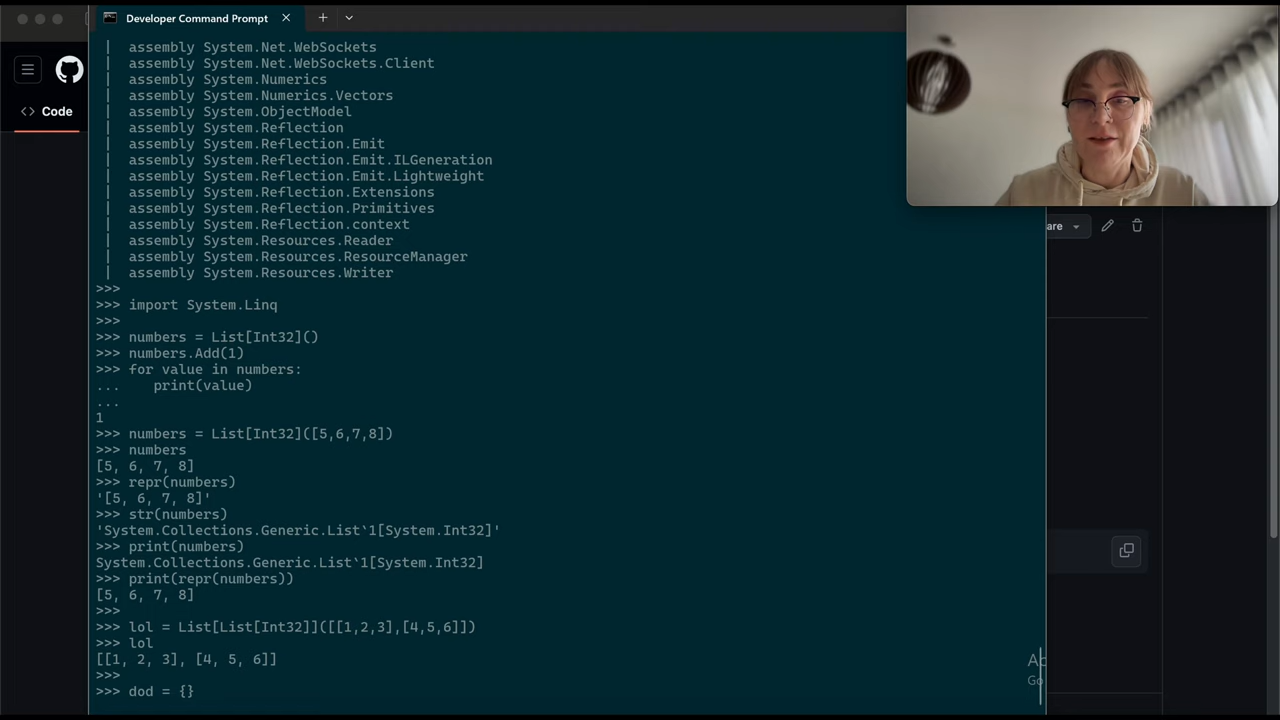 Developer Command Prompt
Code
| assembly System.Net.WebSockets
| assembly System.Net.WebSockets.Client
| assembly System.Numerics
| assembly System.Numerics.Vectors
| assembly System.ObjectModel
| assembly System.Reflection
| assembly System.Reflection.Emit
| assembly System.Reflection.Emit.ILGeneration
| assembly System.Reflection.Emit.Lightweight
| assembly System.Reflection.Extensions
| assembly System.Reflection.Primitives
| assembly System.Reflection.context
| assembly System.Resources.Reader
| assembly System.Resources.ResourceManager
| assembly System.Resources.Writer
>>>
>>> import System.Linq
>>>
>>> numbers = List[Int32]()
>>> numbers.Add(1)
>>> for value in numbers:
...    print(value)
...
1
>>> numbers = List[Int32]([5,6,7,8])
>>> numbers
[5, 6, 7, 8]
>>> repr(numbers)
'[5, 6, 7, 8]'
>>> str(numbers)
'System.Collections.Generic.List`1[System.Int32]'
>>> print(numbers)
System.Collections.Generic.List`1[System.Int32]
>>> print(repr(numbers))
[5, 6, 7, 8]
>>>
>>> lol = List[List[Int32]]([[1,2,3],[4,5,6]])
>>> lol
[[1, 2, 3], [4, 5, 6]]
>>>
>>> dod = {}
are
Go